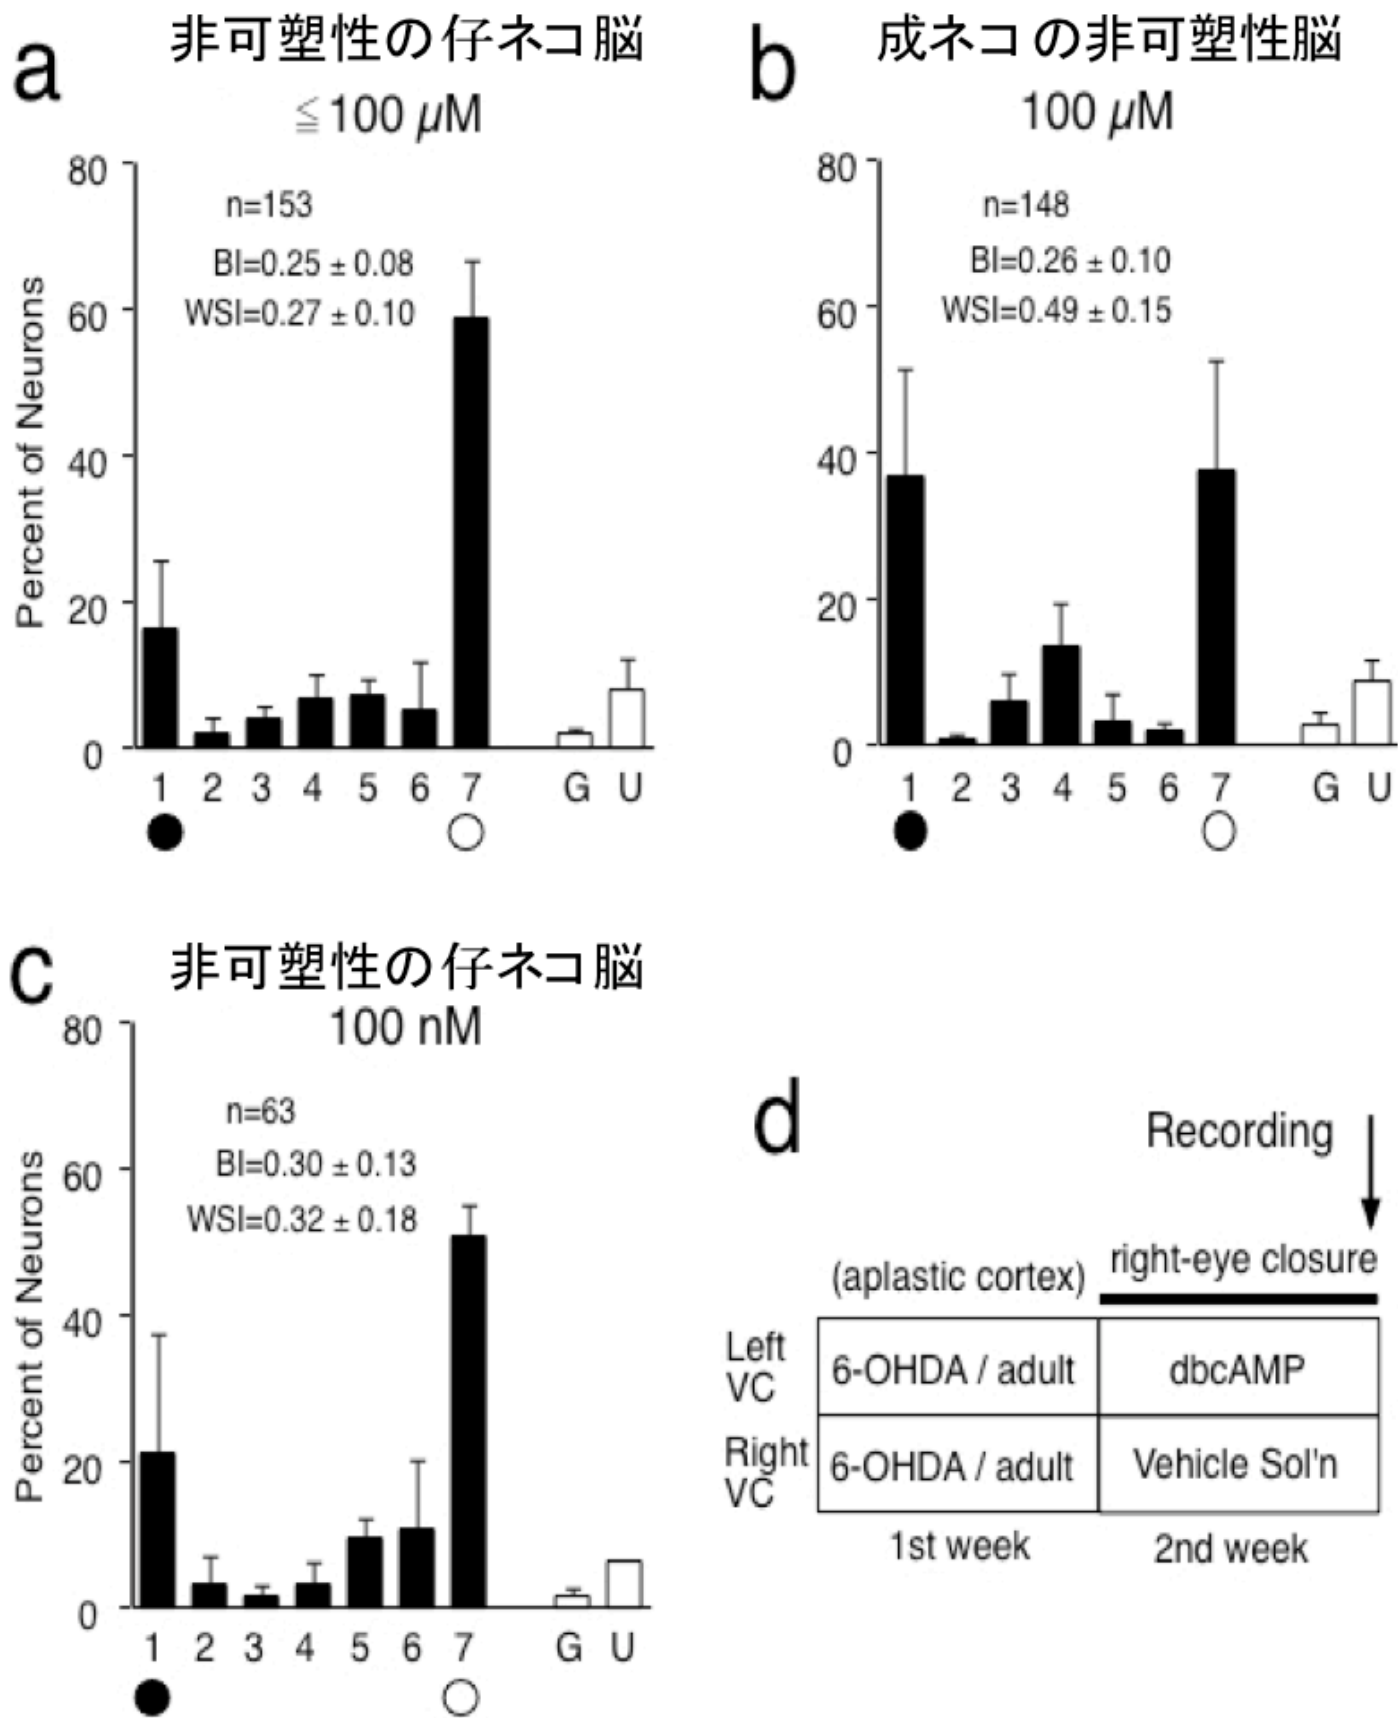 a
非可塑性の仔ネコ脳
≦100 µM
80
60
40
20
0
Percent of Neurons
n=153
BI=0.25 ± 0.08
WSI=0.27 ± 0.10
1 2 3 4 5 6 7 G U
b
成ネコの非可塑性脳
100 µM
80
60
40
20
0
n=148
BI=0.26 ± 0.10
WSI=0.49 ± 0.15
1 2 3 4 5 6 7 G U
c
非可塑性の仔ネコ脳
100 nM
80
60
40
20
0
Percent of Neurons
n=63
BI=0.30 ± 0.13
WSI=0.32 ± 0.18
1 2 3 4 5 6 7 G U
d
Recording
(aplastic cortex) right-eye closure
Left
VC
6-OHDA / adult dbcAMP
Right
VC
6-OHDA / adult Vehicle Sol'n
1st week 2nd week